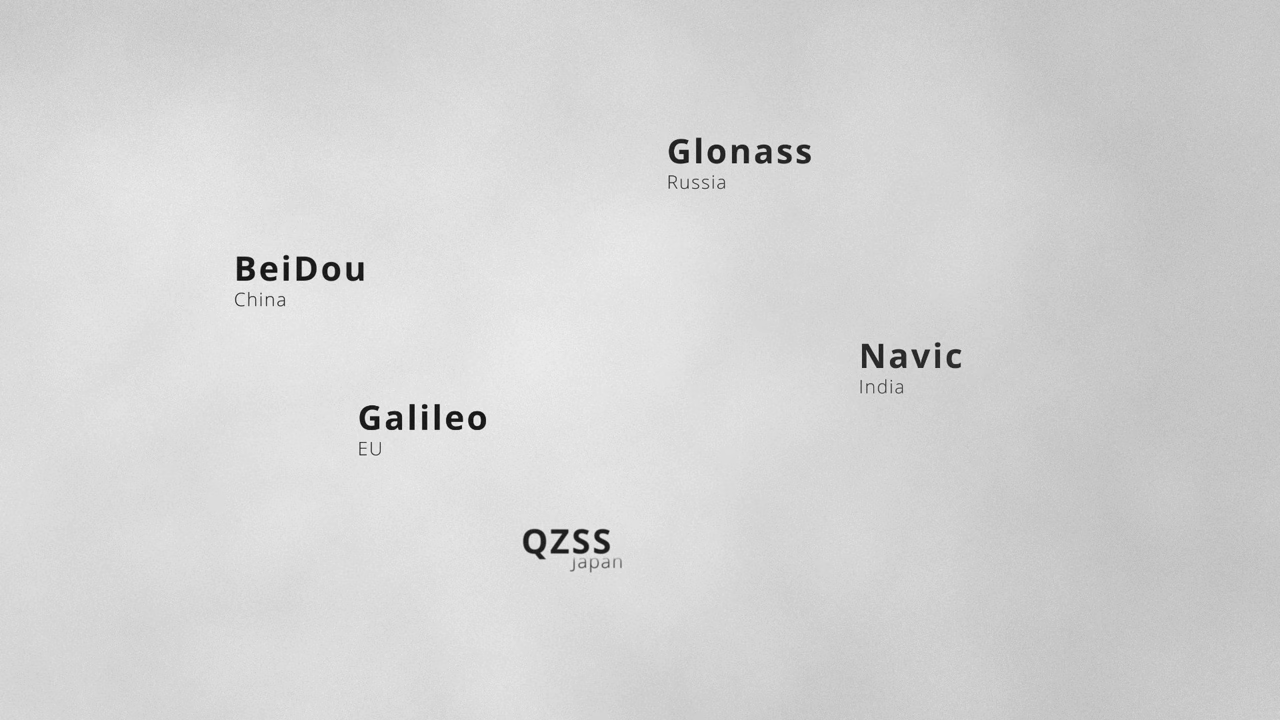 Glonass
Russia
BeiDou
China
Navic
India
Galileo
EU
QZSS
Japan